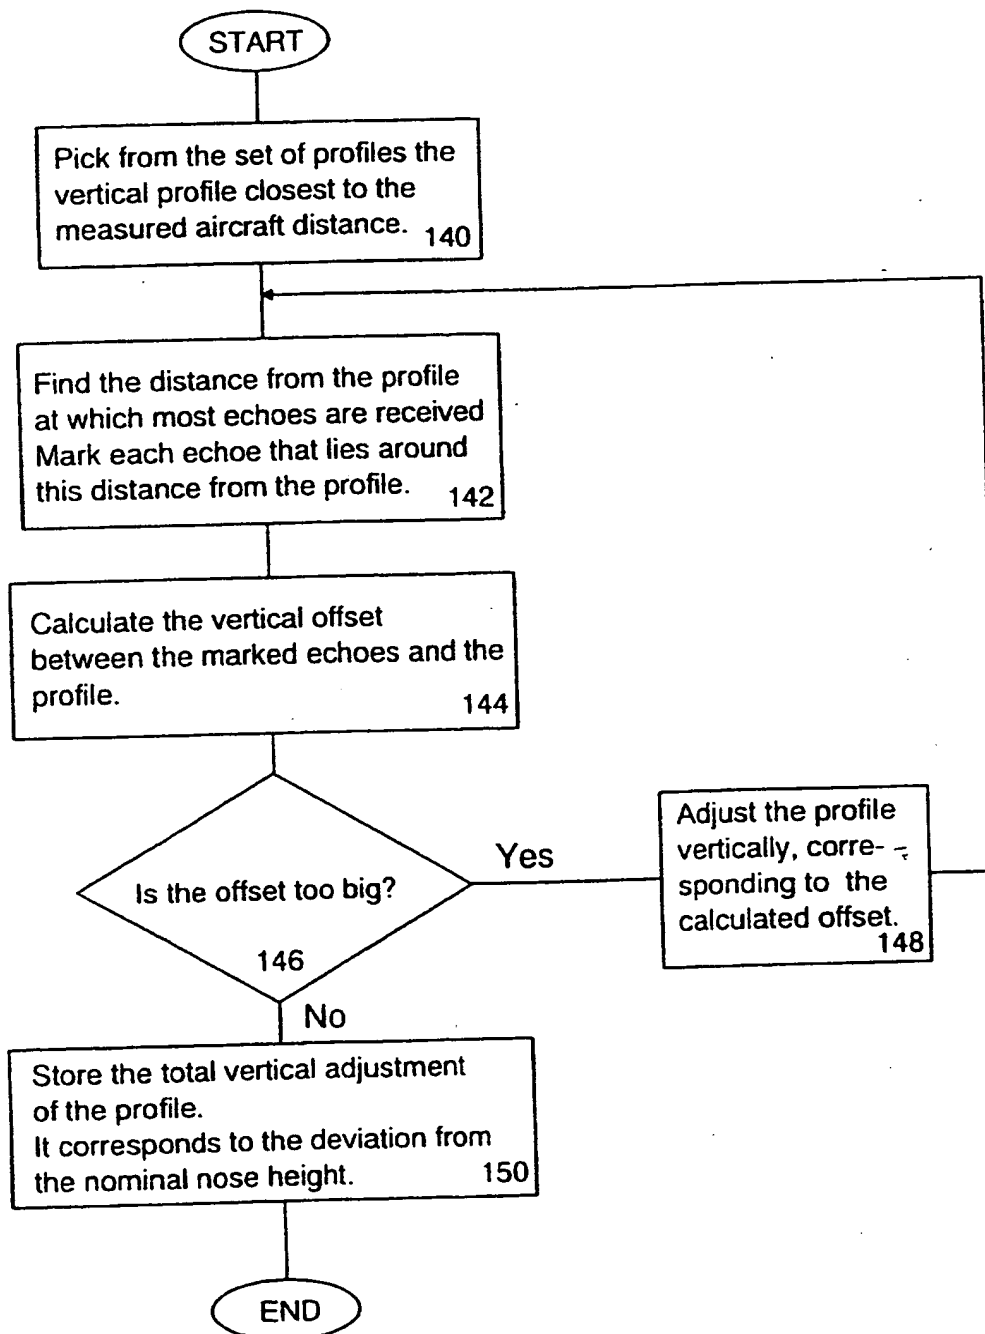 START
Pick from the set of profiles the
vertical profile closest to the
measured aircraft distance.
140
Find the distance from the profile
at which most echoes are received
Mark each echoe that lies around
this distance from the profile.
142
Calculate the vertical offset
between the marked echoes and the
profile.
144
Is the offset too big?
146
Yes
Adjust the profile
vertically, corre-
sponding to the
calculated offset.
148
No
Store the total vertical adjustment
of the profile.
It corresponds to the deviation from
the nominal nose height.
150
END